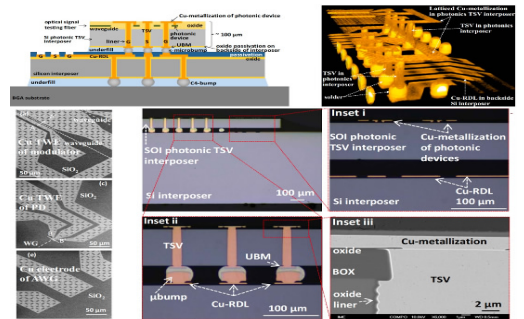 optical signal
testing fiber
waveguide
Si photonic TSV
interposer
TSV
liner
Cu-metallization of photonic
device
oxide
photonic
device
~ 100 µm
UBM
microbump
oxide passivation on
backside of interposer
underfill
G S G
Cu-RDL
passivation
oxide
silicon interposer
underfill
C4-bump
BGA substrate
Latticed metallization
in photonics TSV interposer
TSV in photonics
interposer
TSV in
photonics
interposer
solder
Cu-RDL in backside
Si interposer
waveguide
Cu TWE
of modulator
SiO2
50 µm
(c)
Cu TWE
of PD
SiO2
WG
50 µm
(e)
Cu electrode
of AWG
SiO2
50 µm
SOI photonic TSV
interposer
Si interposer
100 µm
Inset i
SOI photonic
TSV interposer
Cu-metallization
of photonic
devices
Cu-RDL
Si interposer
100 µm
Inset ii
TSV
UBM
µbump
Cu-RDL
100 µm
Inset iii
Cu-metallization
oxide
BOX
TSV
oxide
liner
2 µm
IMC